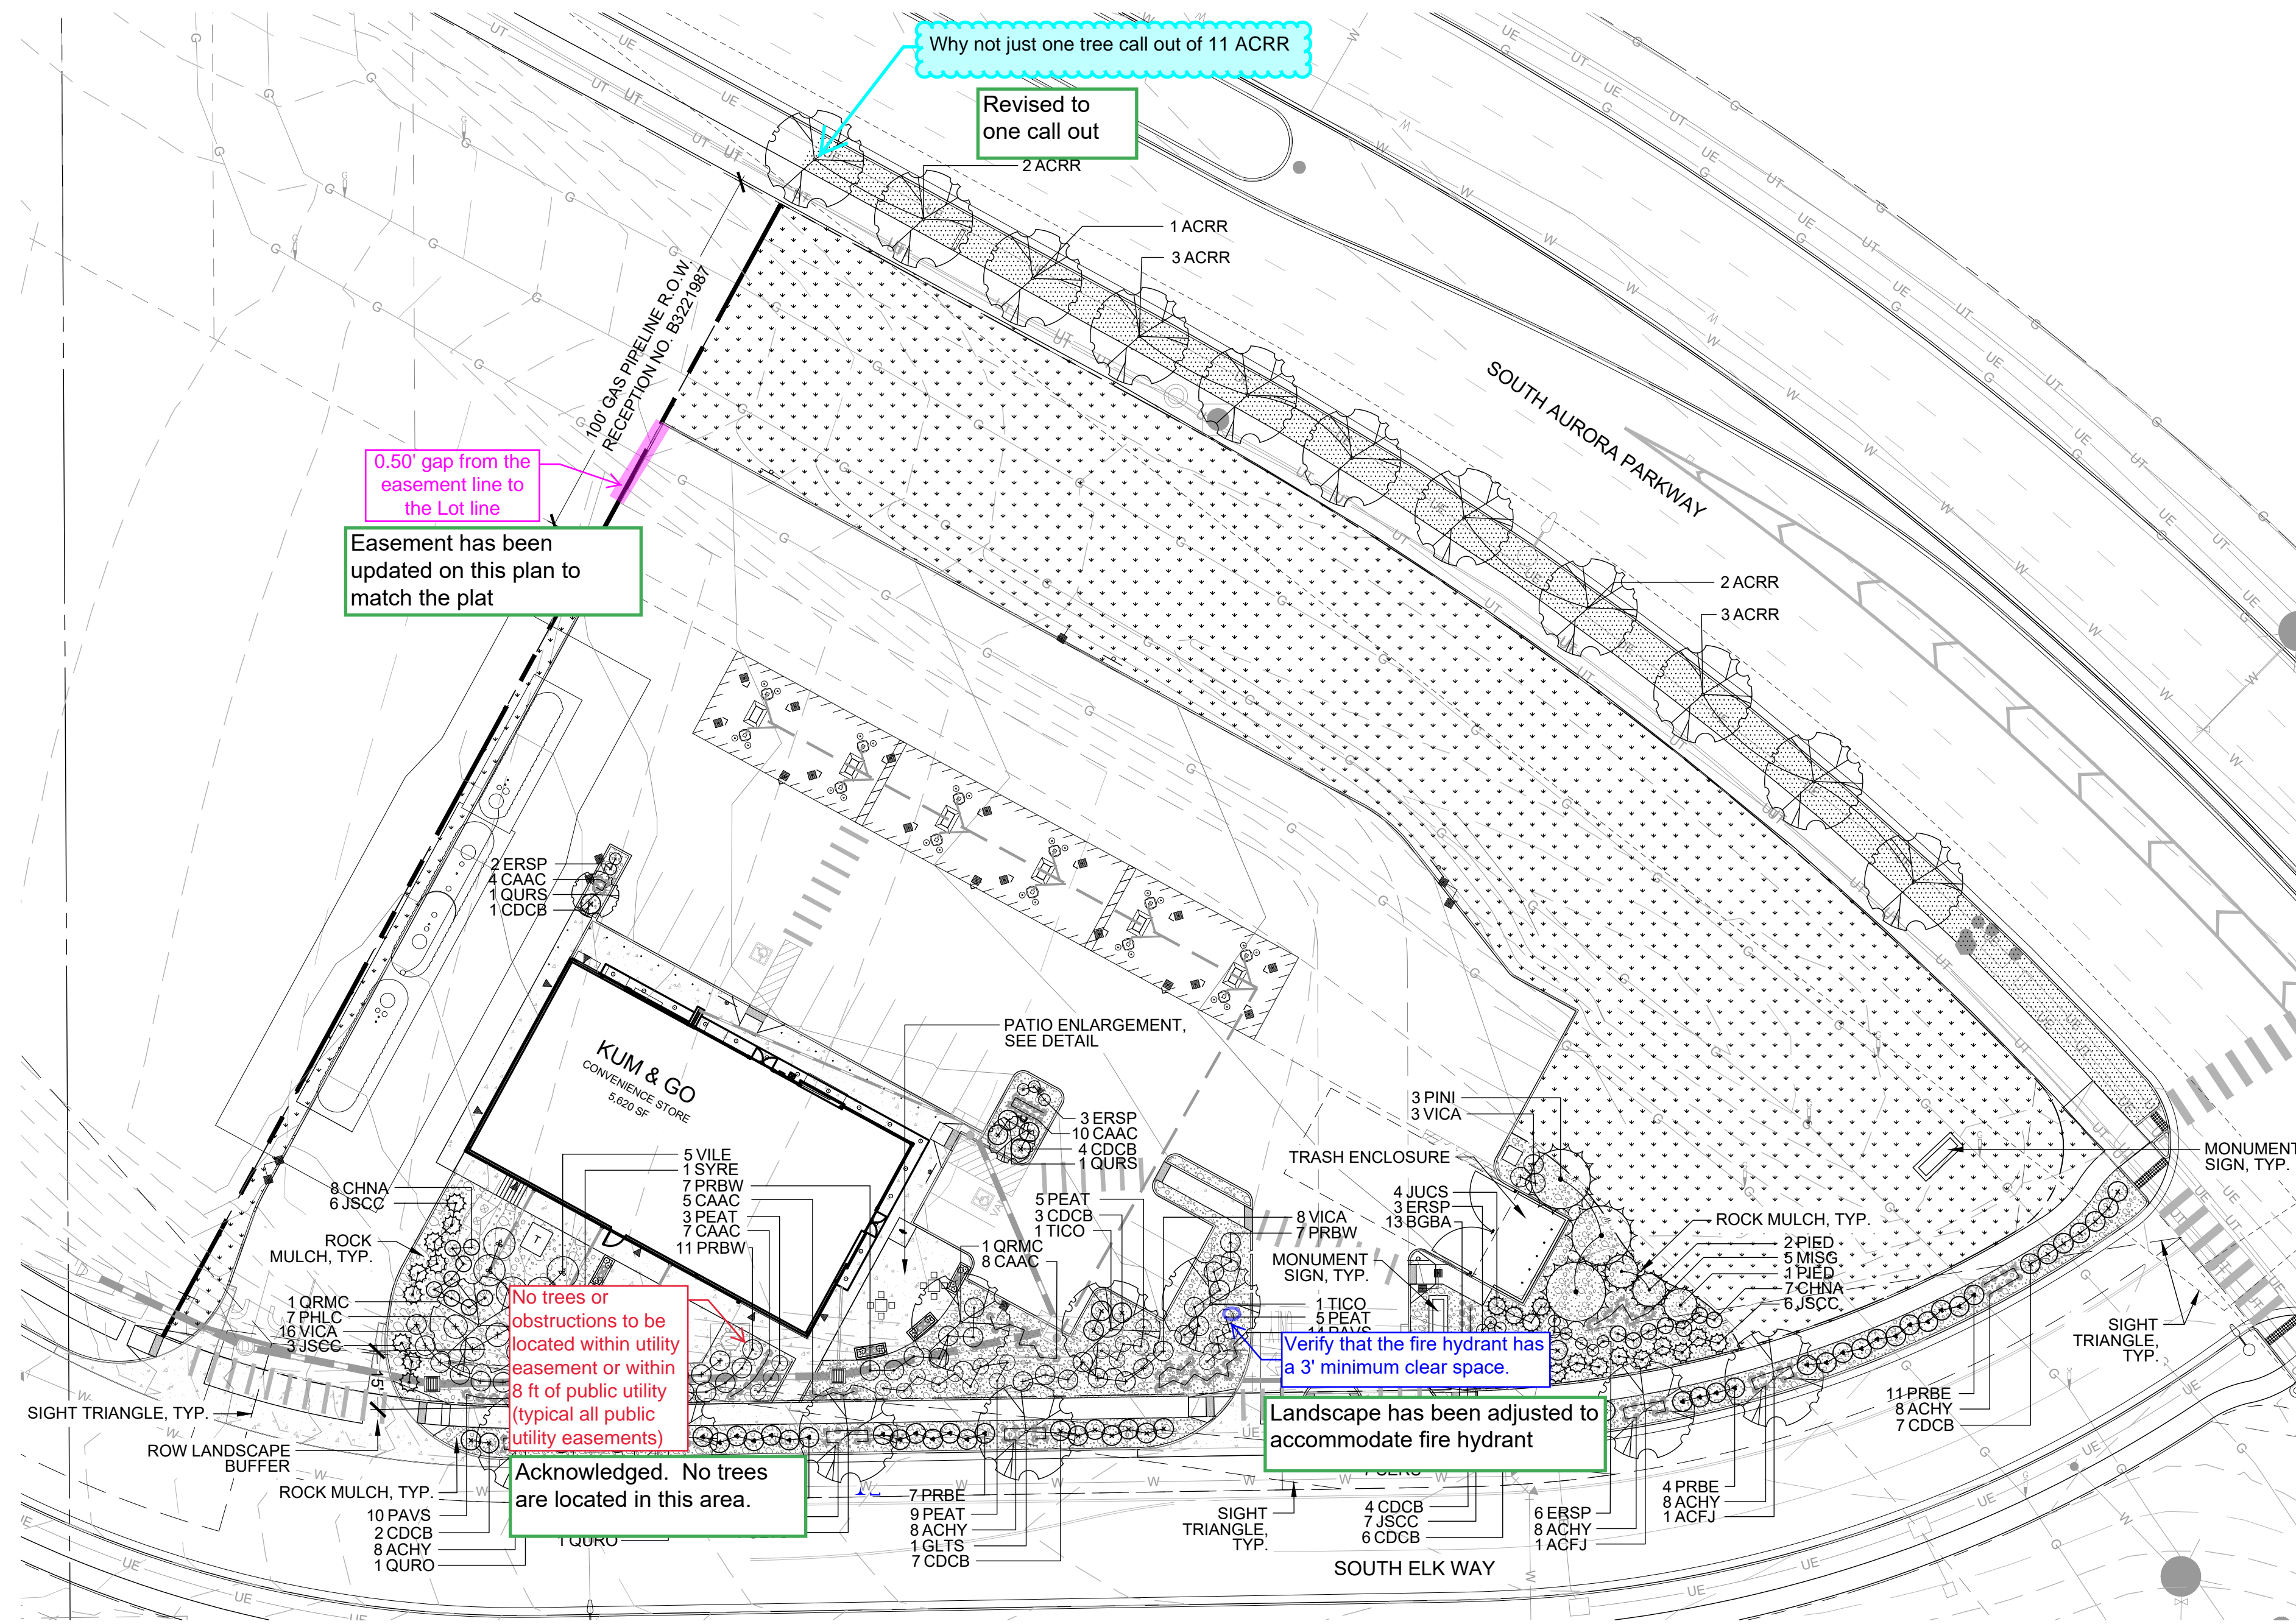 Why not just one tree call out of 11 ACRR
Revised to
one call out
2 ACRR
1 ACRR
3 ACRR
100' GAS PIPELINE R.O.W.
RECEPTION NO. B3221987
SOUTH AURORA PARKWAY
0.50' gap from the
easement line to
the Lot line
Easement has been
updated on this plan to
match the plat
2 ACRR
3 ACRR
2 ERSP
4 CAAC
1 QURS
1 CDCB
PATIO ENLARGEMENT,
SEE DETAIL
KUM & GO
CONVENIENCE STORE
5,620 SF
3 ERSP
10 CAAC
4 CDCB
1 QURS
3 PINI
3 VICA
TRASH ENCLOSURE
MONUMENT
SIGN, TYP.
5 VILE
1 SYRE
7 PRBW
5 CAAC
3 PEAT
7 CAAC
11 PRBW
8 CHNA
6 JSCC
ROCK
MULCH, TYP.
5 PEAT
3 CDCB
1 TICO
1 QRMC
8 CAAC
8 VICA
7 PRBW
MONUMENT
SIGN, TYP.
4 JUCS
3 ERSP
13 BGBA
ROCK MULCH, TYP.
2 PIED
5 MISG
1 PIED
7 CHNA
6 JSCC
1 QRMC
7 PHLC
16 VICA
3 JSCC
15'
No trees or
obstructions to be
located within utility
easement or within
8 ft of public utility
(typical all public
utility easements)
1 TICO
5 PEAT
Verify that the fire hydrant has
a 3' minimum clear space.
Landscape has been adjusted to
accommodate fire hydrant
SIGHT
TRIANGLE,
TYP.
11 PRBE
8 ACHY
7 CDCB
SIGHT TRIANGLE, TYP.
ROW LANDSCAPE
BUFFER
ROCK MULCH, TYP.
Acknowledged.  No trees
are located in this area.
10 PAVS
2 CDCB
8 ACHY
1 QURO
1 QURO
7 PRBE
9 PEAT
8 ACHY
1 GLTS
7 CDCB
SIGHT
TRIANGLE,
TYP.
4 CDCB
7 JSCC
6 CDCB
6 ERSP
8 ACHY
1 ACFJ
4 PRBE
8 ACHY
1 ACFJ
SOUTH ELK WAY